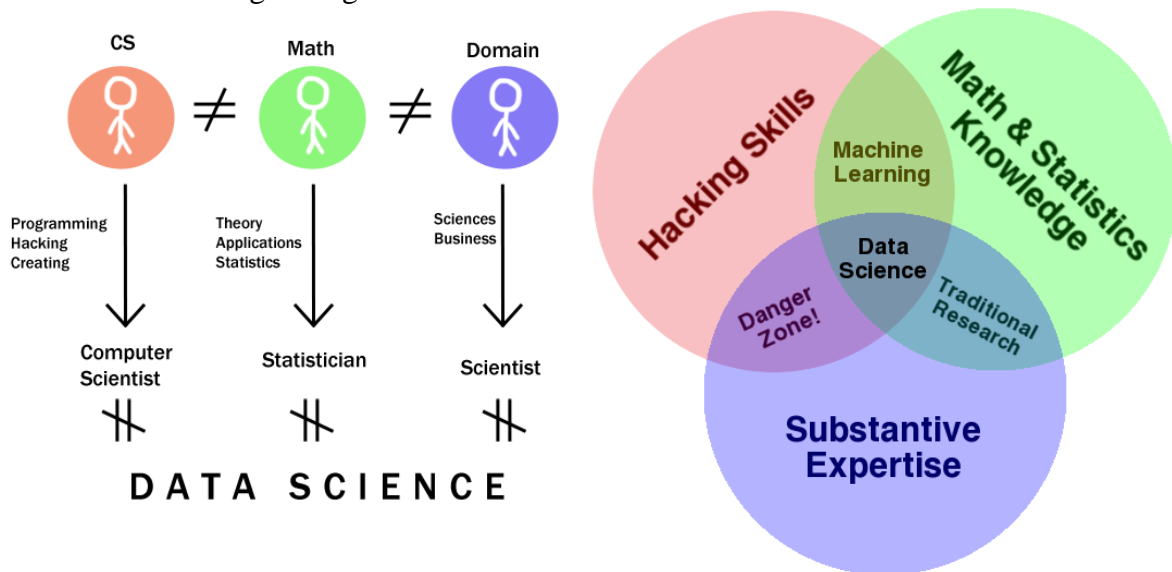 CS
Math
Domain
≠
≠
Programming
Hacking
Creating
Theory
Applications
Statistics
Sciences
Business
Computer
Scientist
Statistician
Scientist
DATA SCIENCE
Hacking Skills
Math & Statistics
Knowledge
Machine
Learning
Data
Science
Danger
Zone!
Traditional
Research
Substantive
Expertise